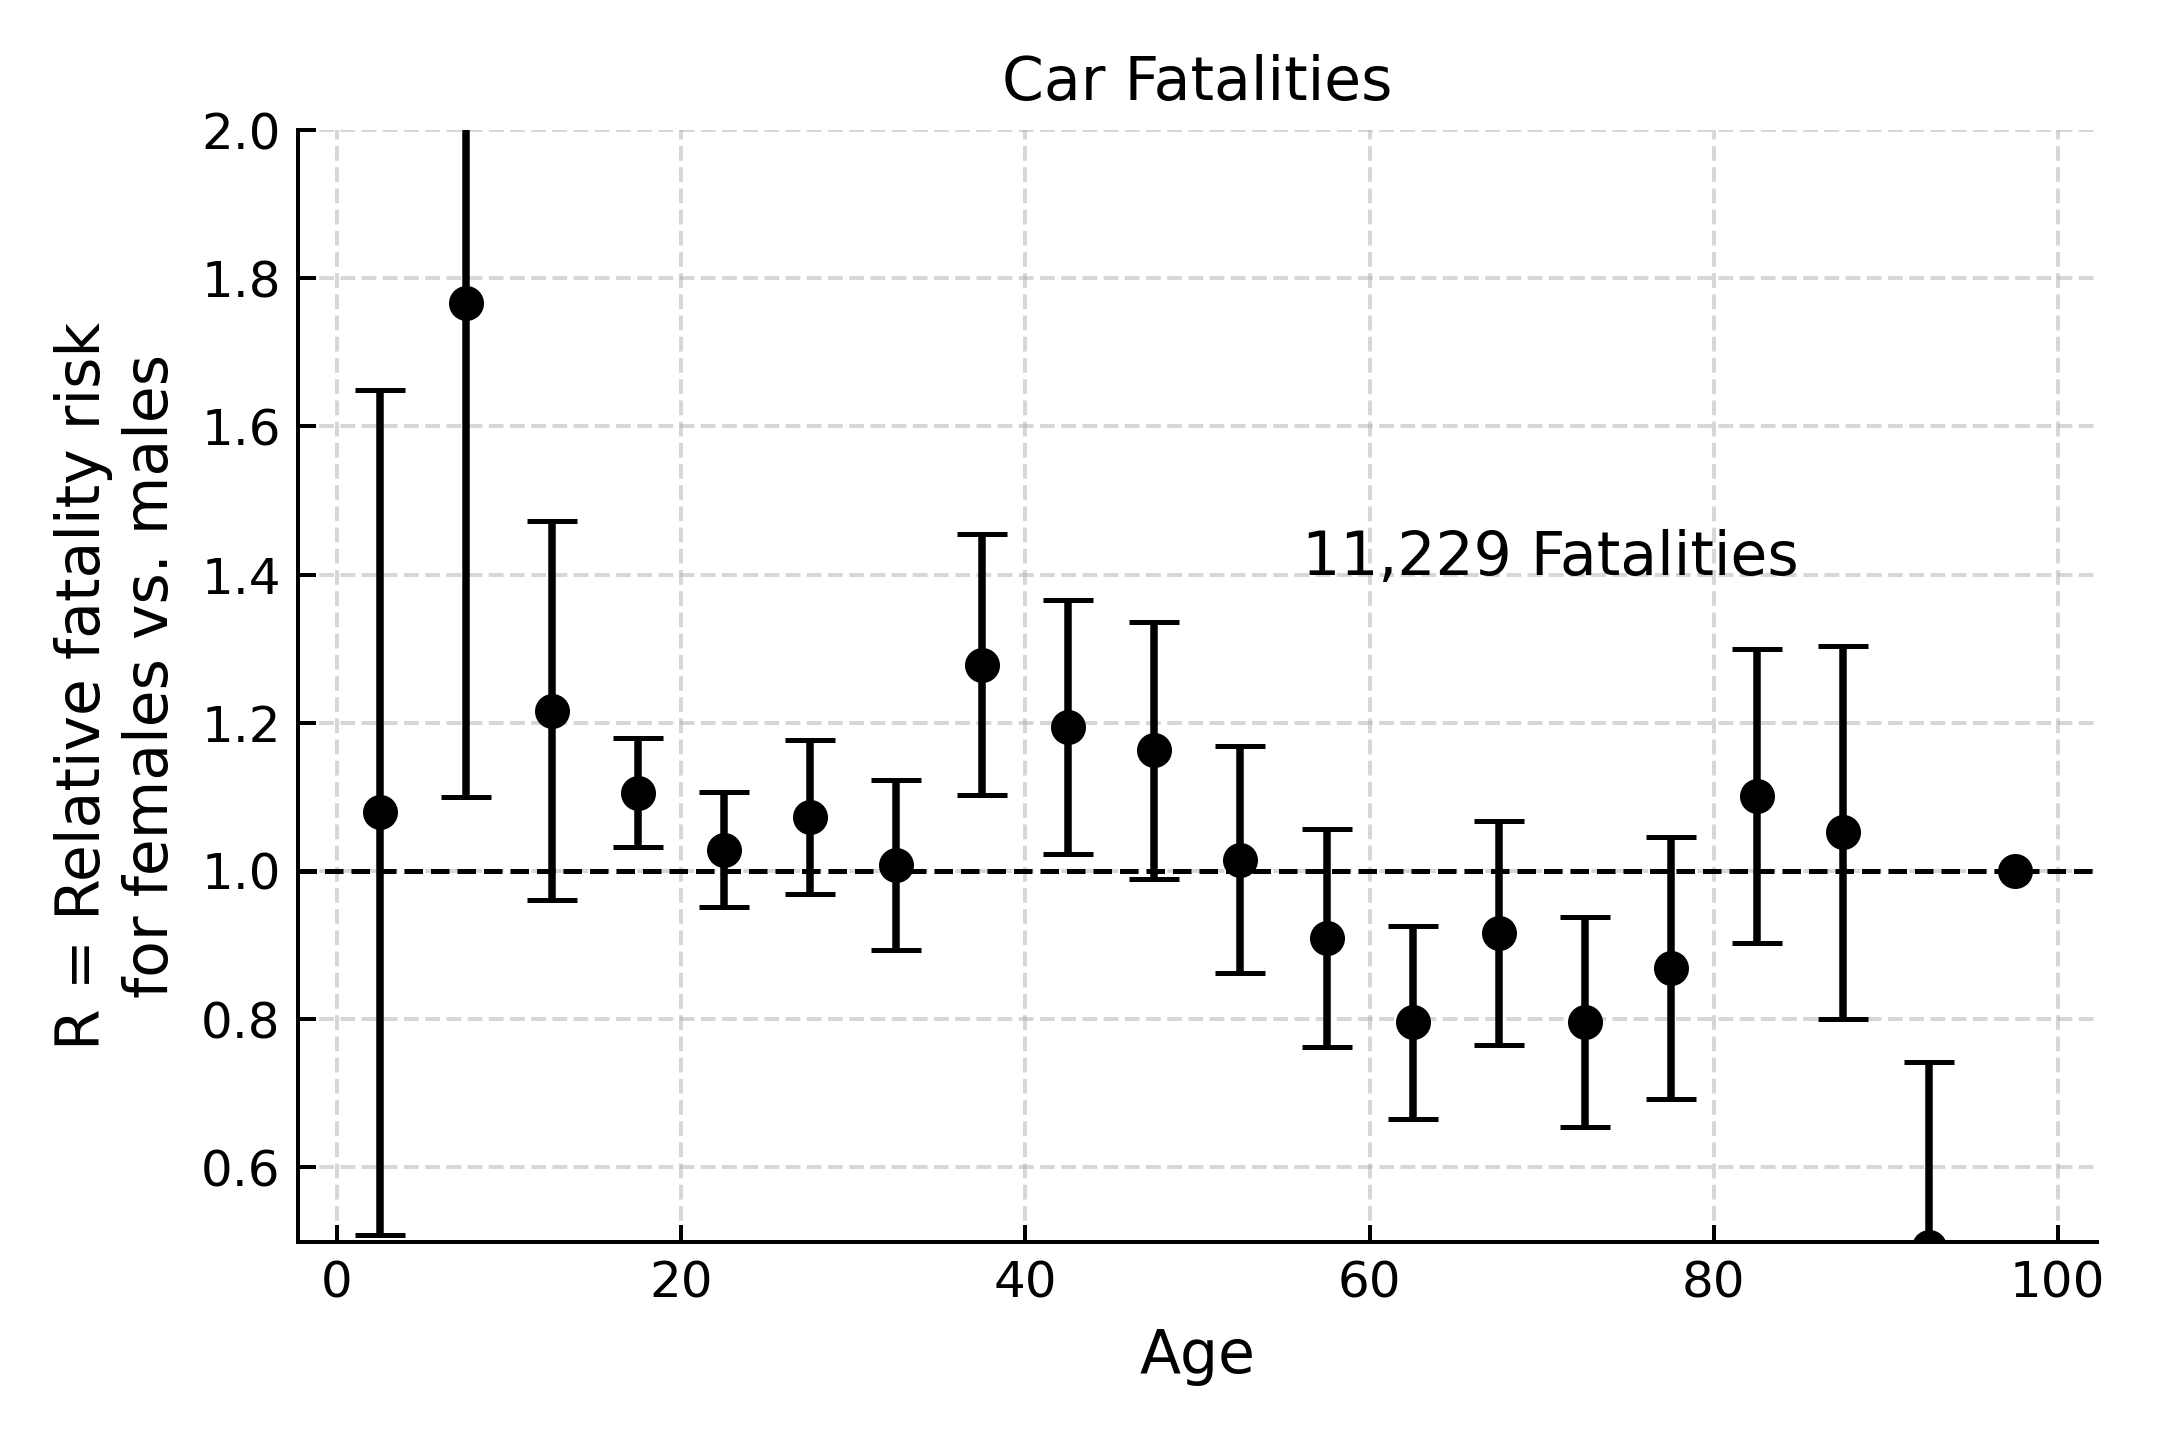 Car Fatalities
R = Relative fatality risk
for females vs. males
2.0
1.8
1.6
1.4
1.2
1.0
0.8
0.6
11,229 Fatalities
0
20
40
60
80
100
Age